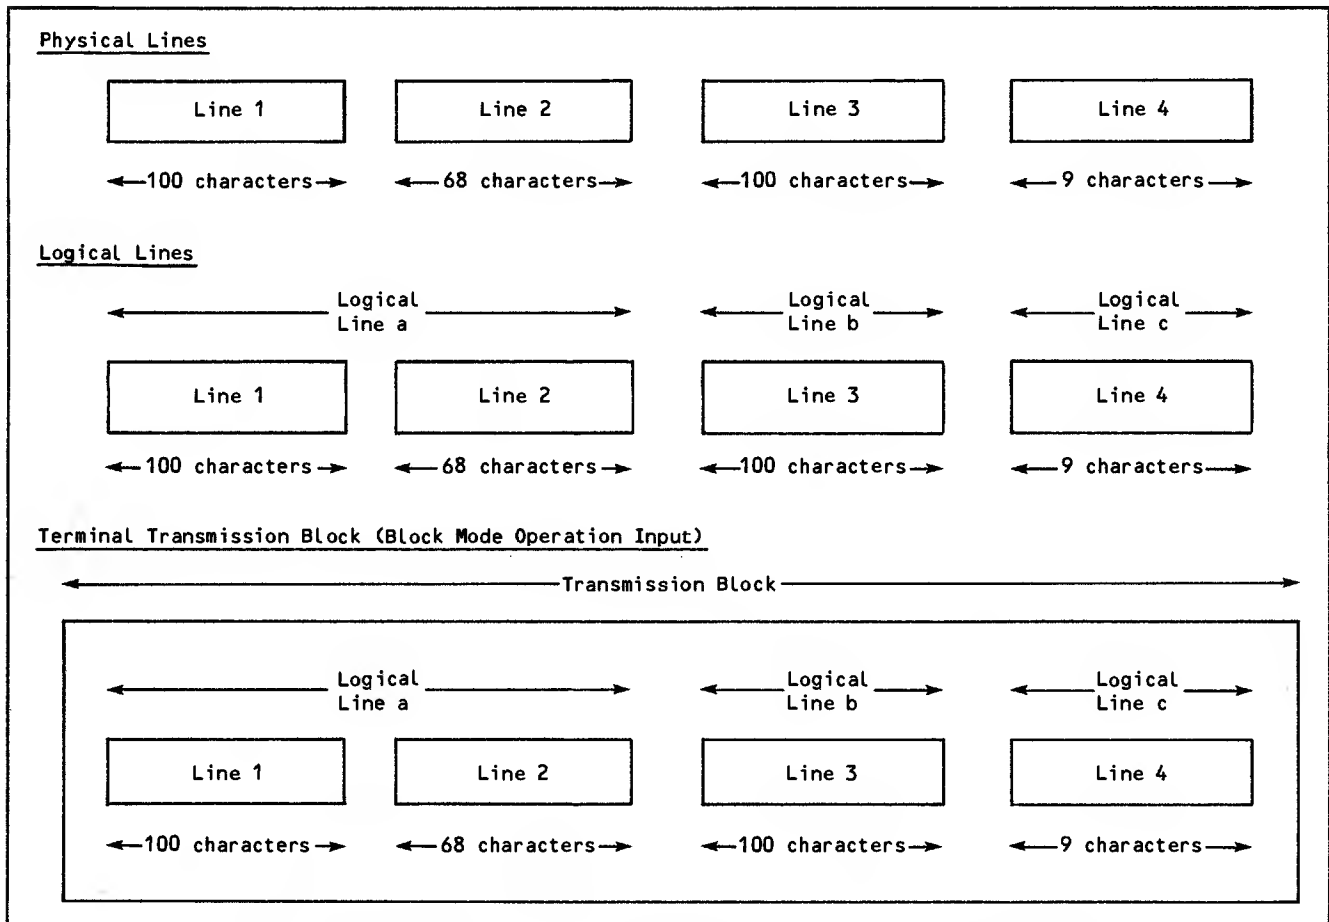 Physical Lines
Line 1 Line 2 Line 3 Line 4
100 characters 68 characters 100 characters 9 characters
Logical Lines
Logical Logical Logical
Line a Line b Line c
Line 1 Line 2 Line 3 Line 4
100 characters 68 characters 100 characters 9 characters
Terminal Transmission Block (Block Mode Operation Input)
Transmission Block
Logical Logical Logical
Line a Line b Line c
Line 1 Line 2 Line 3 Line 4
100 characters 68 characters 100 characters 9 characters